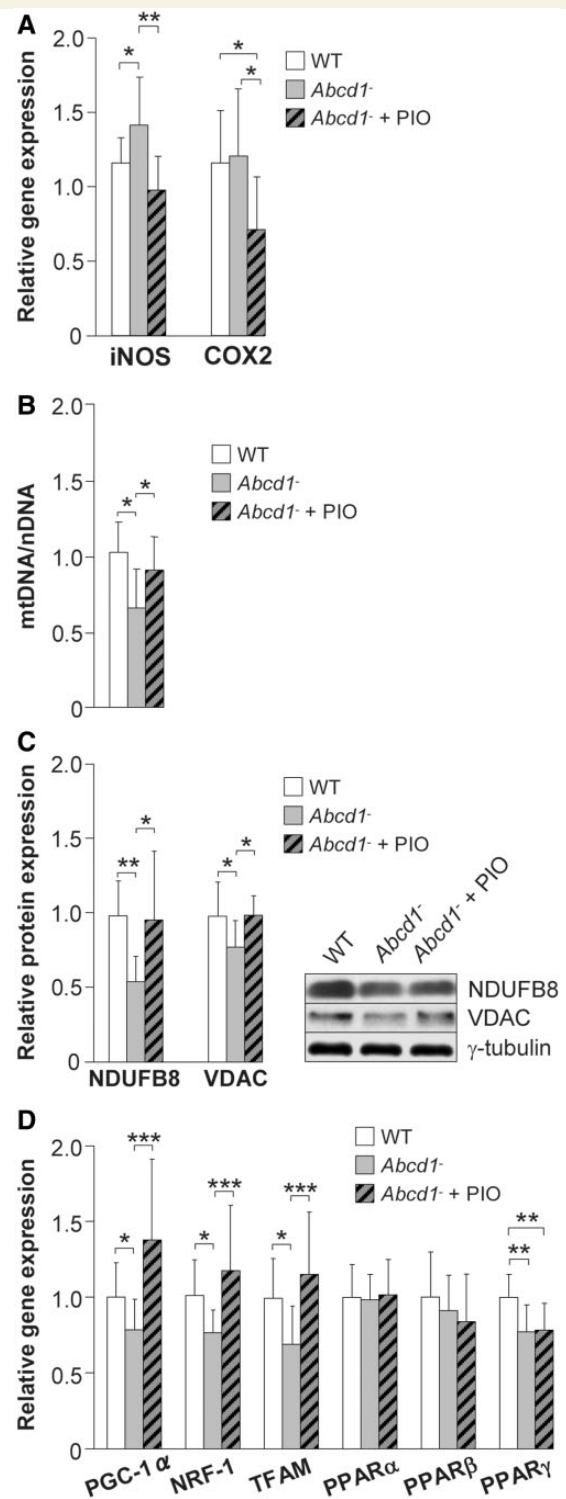 A
2.0
1.5
1.0
0.5
0
Relative gene expression
* **
* *
WT
Abcd1-
Abcd1- + PIO
iNOS COX2
B
2.0
1.5
1.0
0.5
0
mtDNA/nDNA
* *
WT
Abcd1-
Abcd1- + PIO
C
2.0
1.5
1.0
0.5
0
Relative protein expression
** *
* *
WT
Abcd1-
Abcd1- + PIO
NDUFB8 VDAC
WT Abcd1- Abcd1- + PIO
NDUFB8
VDAC
γ-tubulin
D
2.0
1.5
1.0
0.5
0
Relative gene expression
* ***
* ***
* ***
** **
WT
Abcd1-
Abcd1- + PIO
PGC-1α NRF-1 TFAM PPARα PPARβ PPARγ